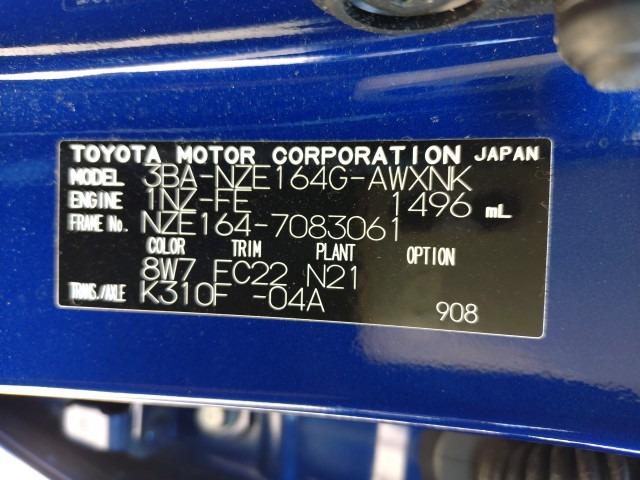 TOYOTA MOTOR CORPORATION JAPAN
MODEL 3BA-NZE164G-AWXNK
ENGINE 1NZ-FE 1496 mL
FRAME No. NZE164-7083061
COLOR TRIM PLANT OPTION
8W7 FC22 N21
TRANS./AXLE K310F -04A
908